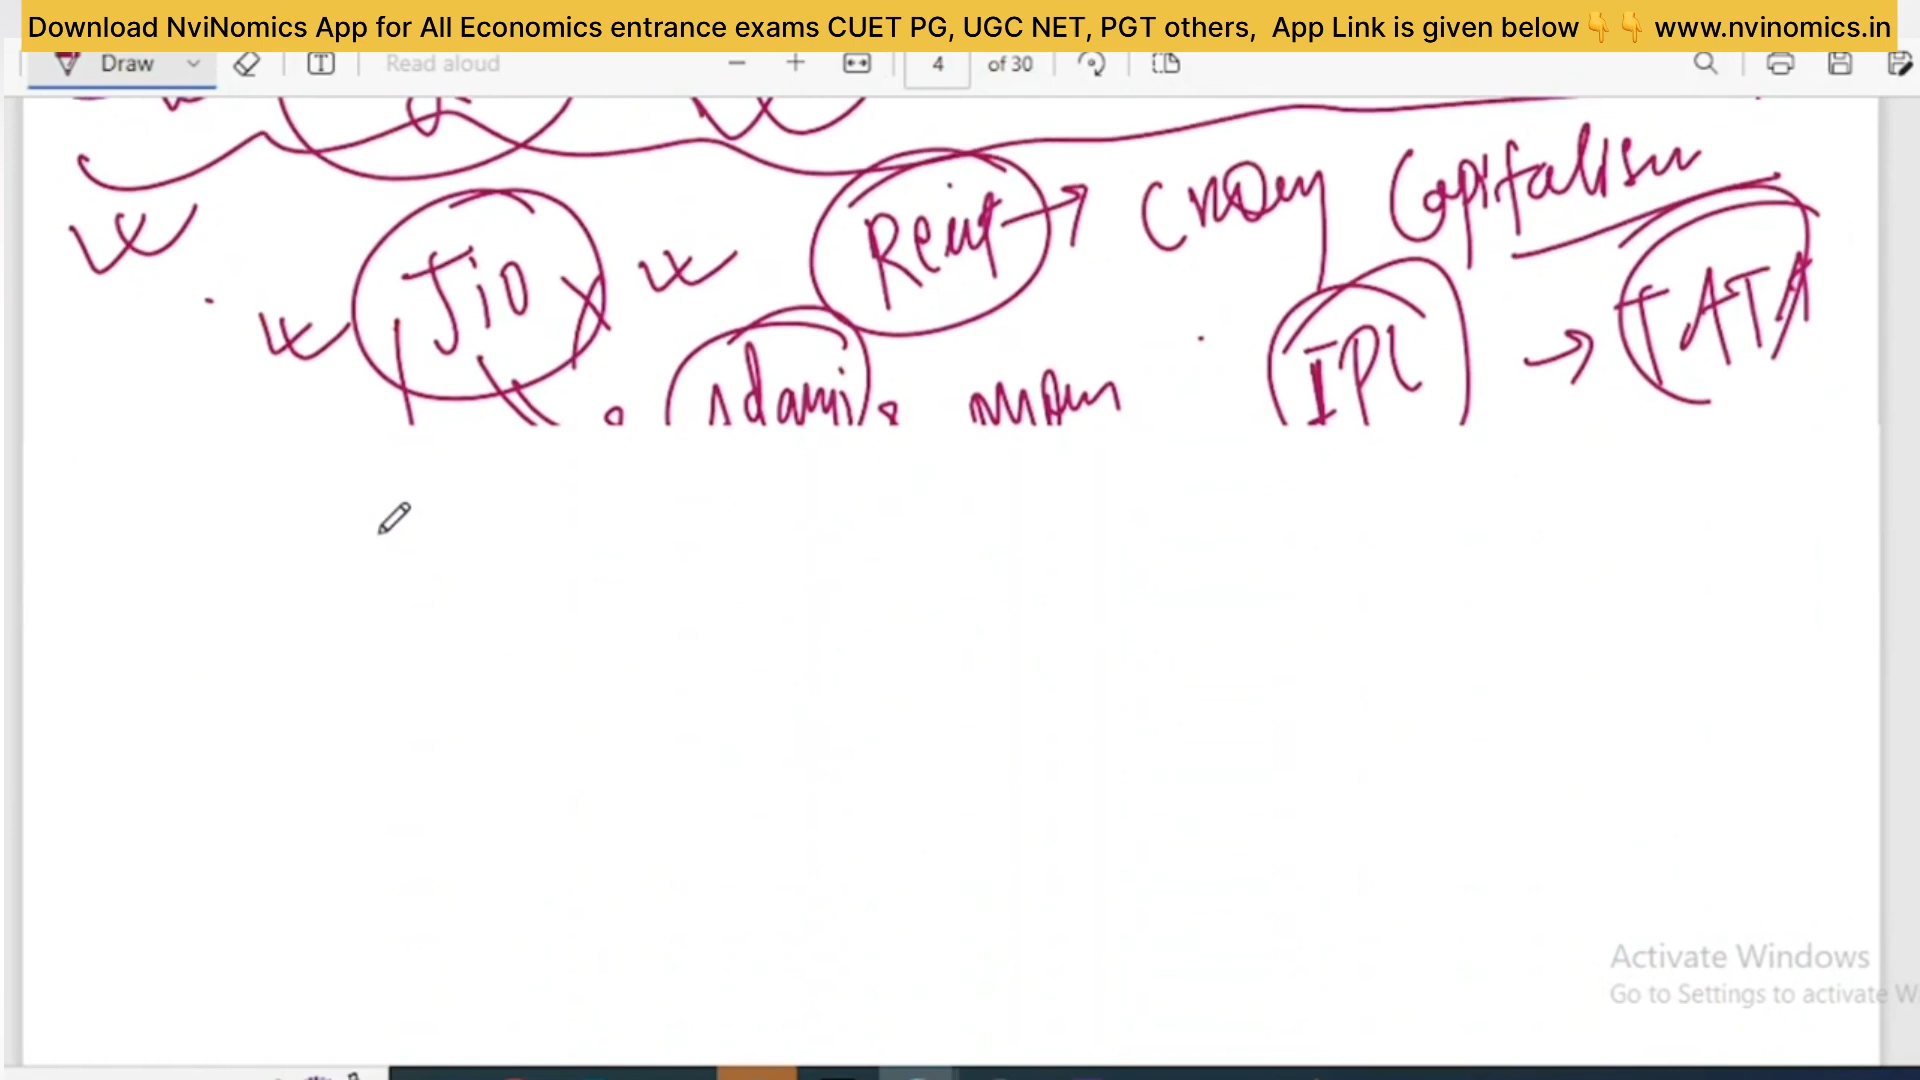 Download NviNomics App for All Economics entrance exams CUET PG, UGC NET, PGT others, App Link is given below👇👇 www.nvinomics.in
Draw
Read aloud
4 of 30
Rent → Crony Capitalism
Jio
Adani
IPL → TATA
Activate Windows
Go to Settings to activate W